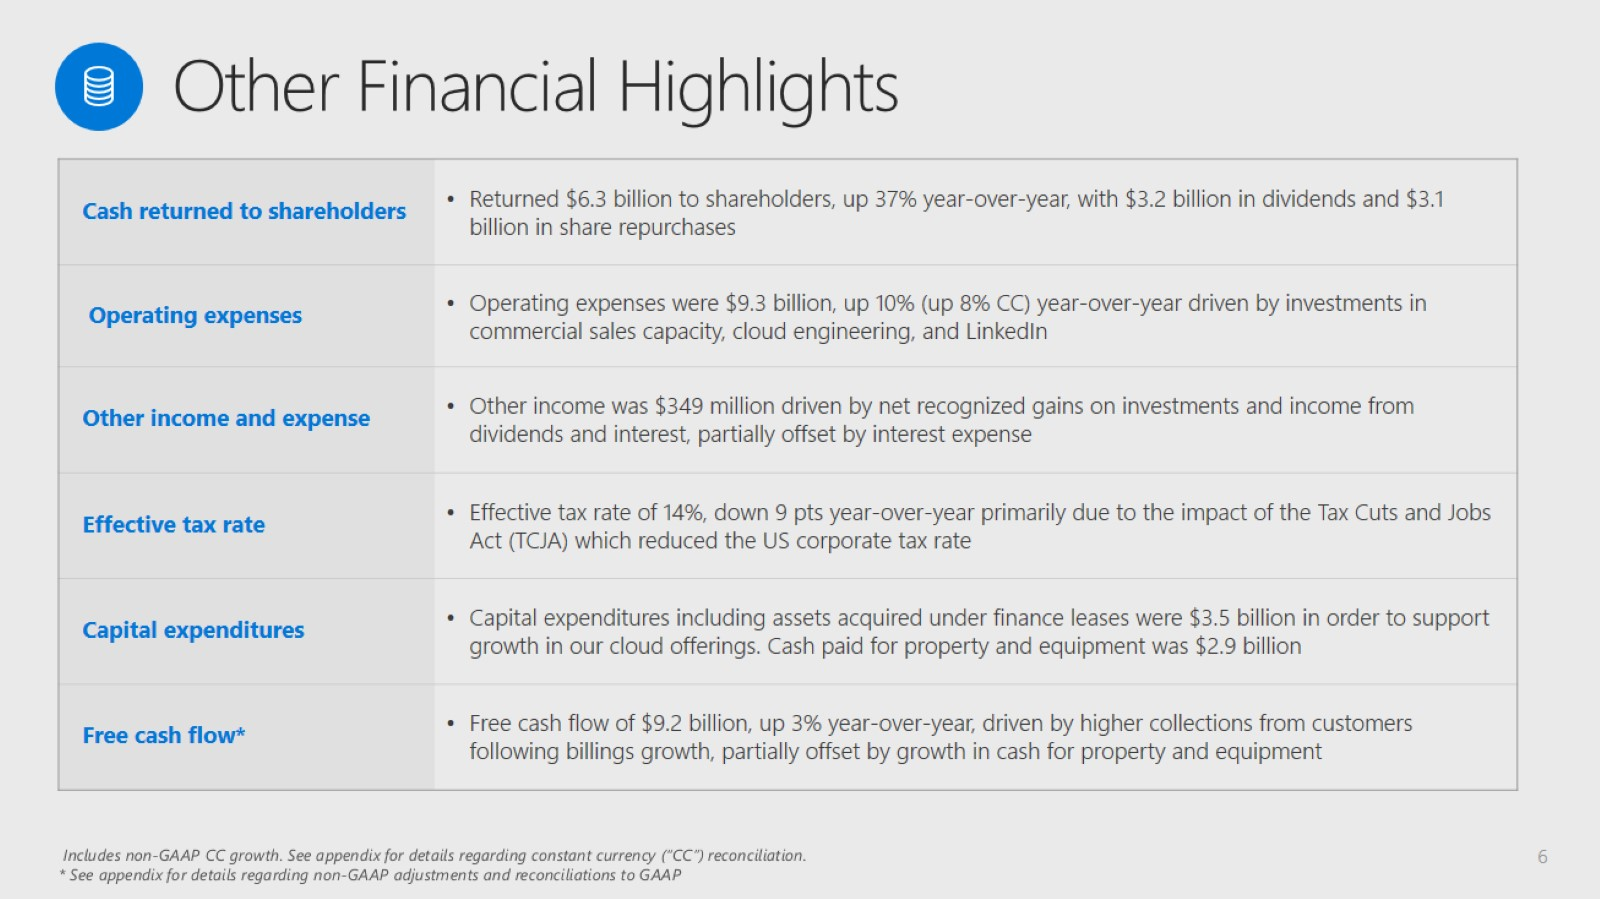 Other Financial Highlights
Cash returned to shareholders
• Returned $6.3 billion to shareholders, up 37% year-over-year, with $3.2 billion in dividends and $3.1
billion in share repurchases
Operating expenses
• Operating expenses were $9.3 billion, up 10% (up 8% CC) year-over-year driven by investments in
commercial sales capacity, cloud engineering, and LinkedIn
Other income and expense
• Other income was $349 million driven by net recognized gains on investments and income from
dividends and interest, partially offset by interest expense
Effective tax rate
• Effective tax rate of 14%, down 9 pts year-over-year primarily due to the impact of the Tax Cuts and Jobs
Act (TCJA) which reduced the US corporate tax rate
Capital expenditures
• Capital expenditures including assets acquired under finance leases were $3.5 billion in order to support
growth in our cloud offerings. Cash paid for property and equipment was $2.9 billion
Free cash flow*
• Free cash flow of $9.2 billion, up 3% year-over-year, driven by higher collections from customers
following billings growth, partially offset by growth in cash for property and equipment
Includes non-GAAP CC growth. See appendix for details regarding constant currency ("CC") reconciliation.
* See appendix for details regarding non-GAAP adjustments and reconciliations to GAAP
6